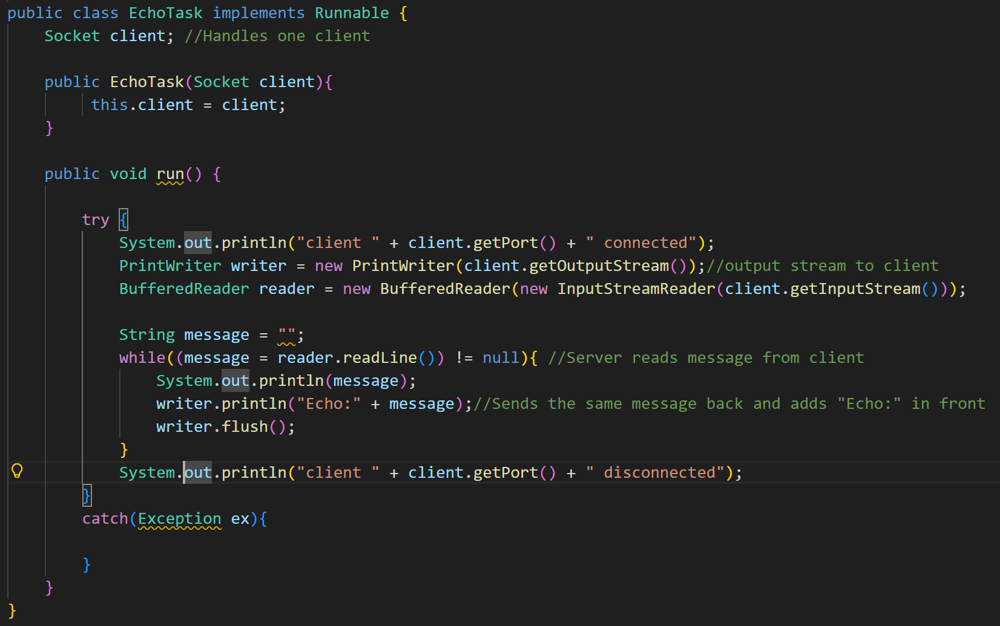 public class EchoTask implements Runnable {
    Socket client; //Handles one client
    public EchoTask(Socket client){
         this.client = client;
    }
    public void run() {
        try {
            System.out.println("client " + client.getPort() + " connected");
            PrintWriter writer = new PrintWriter(client.getOutputStream());//output stream to client
            BufferedReader reader = new BufferedReader(new InputStreamReader(client.getInputStream()));
            String message = "";
            while((message = reader.readLine()) != null){ //Server reads message from client
                System.out.println(message);
                writer.println("Echo:" + message);//Sends the same message back and adds "Echo:" in front
                writer.flush();
            }
            System.out.println("client " + client.getPort() + " disconnected");
        }
        catch(Exception ex){
        }
    }
}